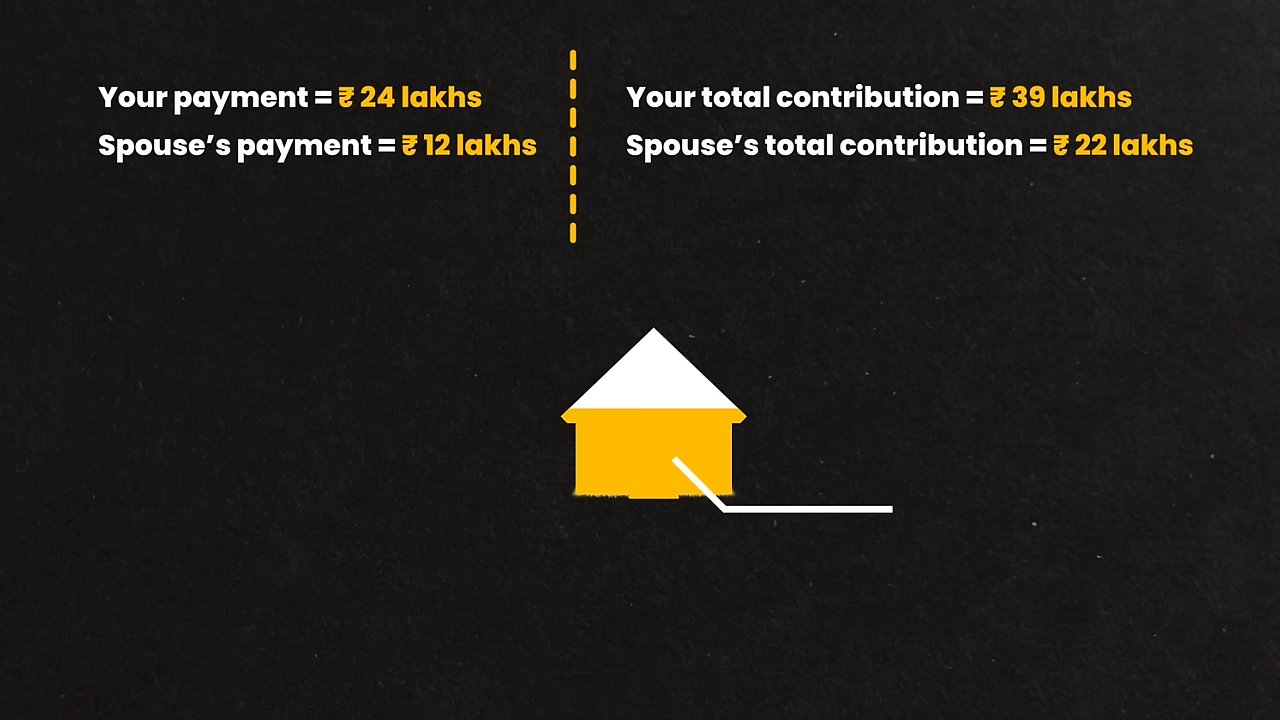 Your payment = ₹ 24 lakhs
Spouse’s payment = ₹ 12 lakhs
Your total contribution = ₹ 39 lakhs
Spouse’s total contribution = ₹ 22 lakhs